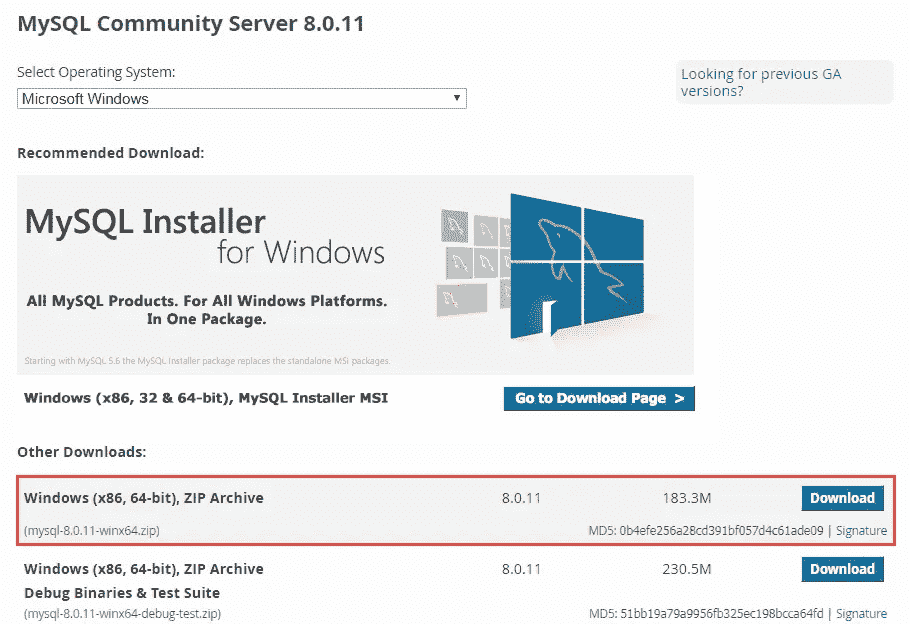 MySQL Community Server 8.0.11
Select Operating System:
Microsoft Windows
Looking for previous GA
versions?
Recommended Download:
MySQL Installer
for Windows
All MySQL Products. For All Windows Platforms.
In One Package.
Starting with MySQL 5.6 the MySQL Installer package replaces the standalone MSI packages.
Windows (x86, 32 & 64-bit), MySQL Installer MSI
Go to Download Page >
Other Downloads:
Windows (x86, 64-bit), ZIP Archive 8.0.11 183.3M Download
(mysql-8.0.11-winx64.zip) MD5: 0b4efe256a28cd391bf057d4c61ade09 | Signature
Windows (x86, 64-bit), ZIP Archive 8.0.11 230.5M Download
Debug Binaries & Test Suite
(mysql-8.0.11-winx64-debug-test.zip) MD5: 51bb19a79a9956fb325ec198bcca64fd | Signature